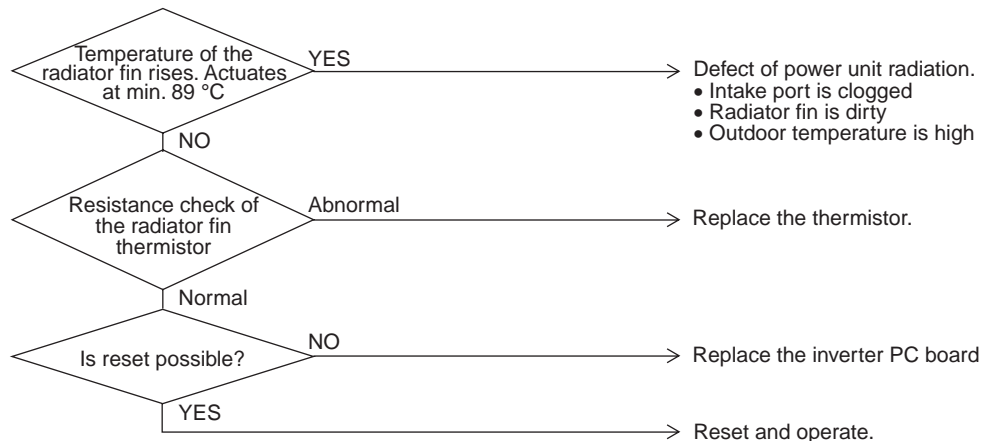 Temperature of the
radiator fin rises. Actuates
at min. 89 °C
YES
Defect of power unit radiation.
• Intake port is clogged
• Radiator fin is dirty
• Outdoor temperature is high
NO
Resistance check of
the radiator fin
thermistor
Abnormal
Replace the thermistor.
Normal
Is reset possible?
NO
Replace the inverter PC board
YES
Reset and operate.